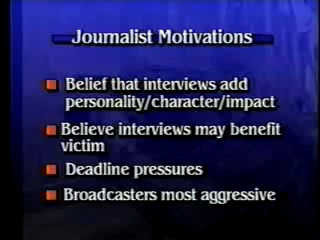 Journalist Motivations
Belief that interviews add
personality/character/impact
Believe interviews may benefit
victim
Deadline pressures
Broadcasters most aggressive